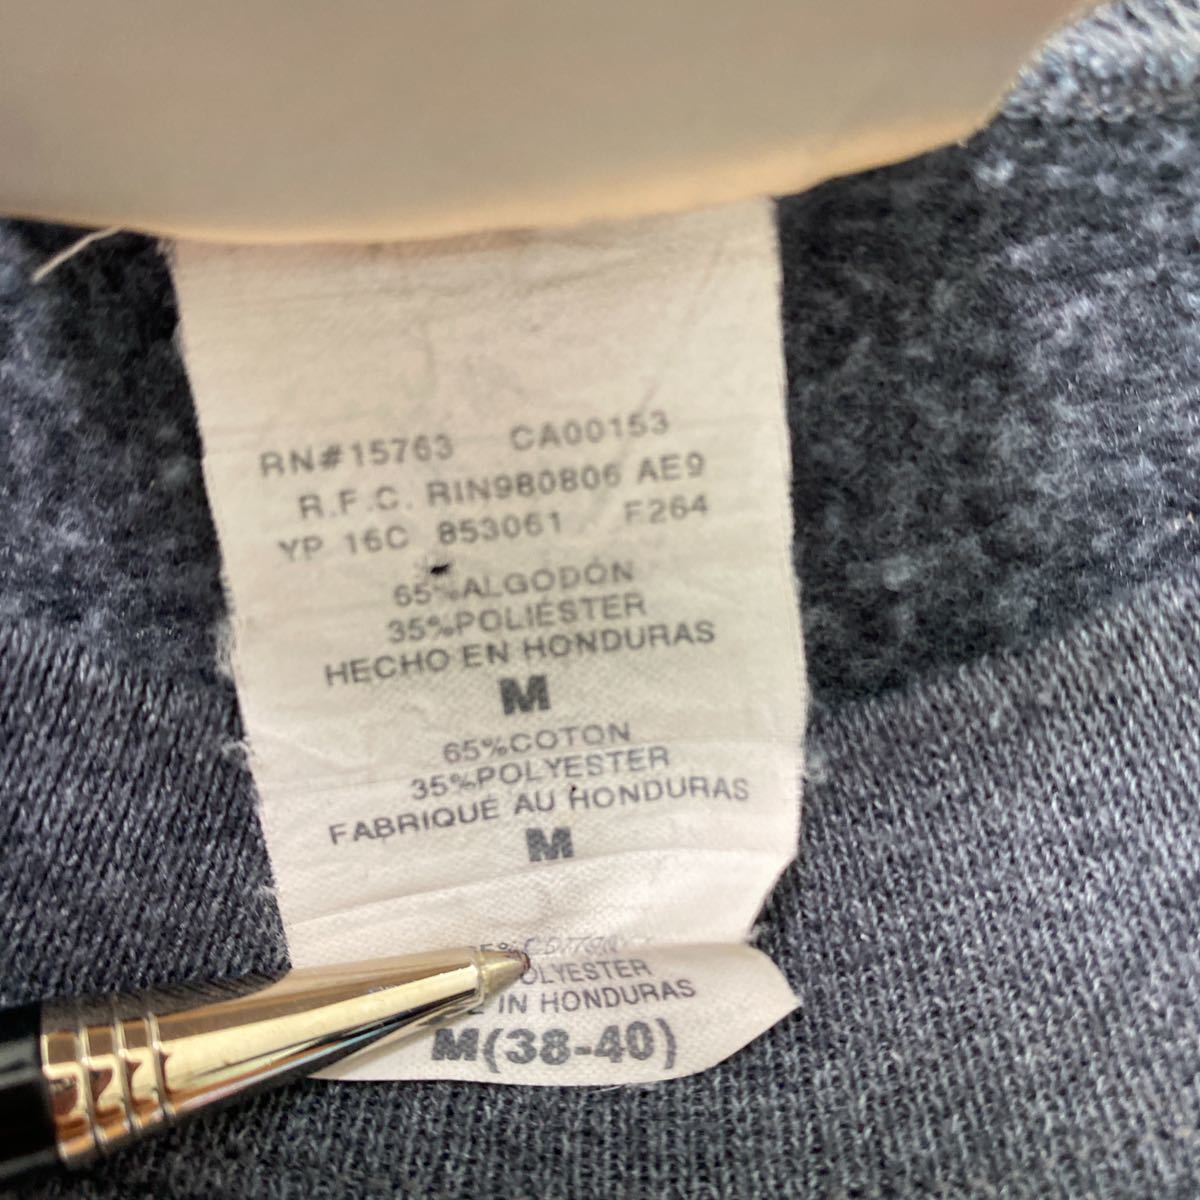 RN#15763 CA00153
R.F.C. RIN980806 AE9
YP 16C 853061 F264
65%ALGODÓN
35%POLIÉSTER
HECHO EN HONDURAS
M
65%COTON
35%POLYESTER
FABRIQUÉ AU HONDURAS
M
IN HONDURAS
M(38-40)